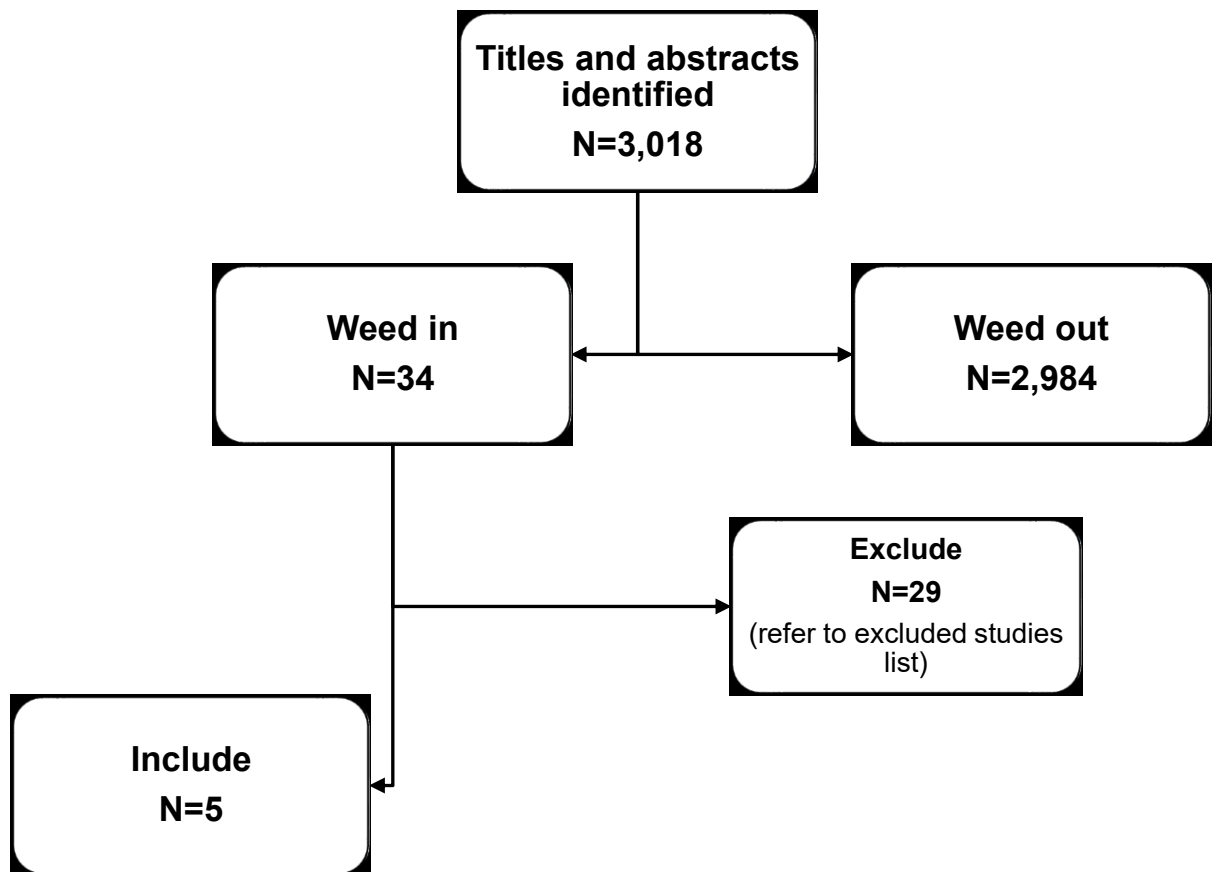 Titles and abstracts
identified
N=3,018
Weed in
N=34
Weed out
N=2,984
Exclude
N=29
(refer to excluded studies
list)
Include
N=5